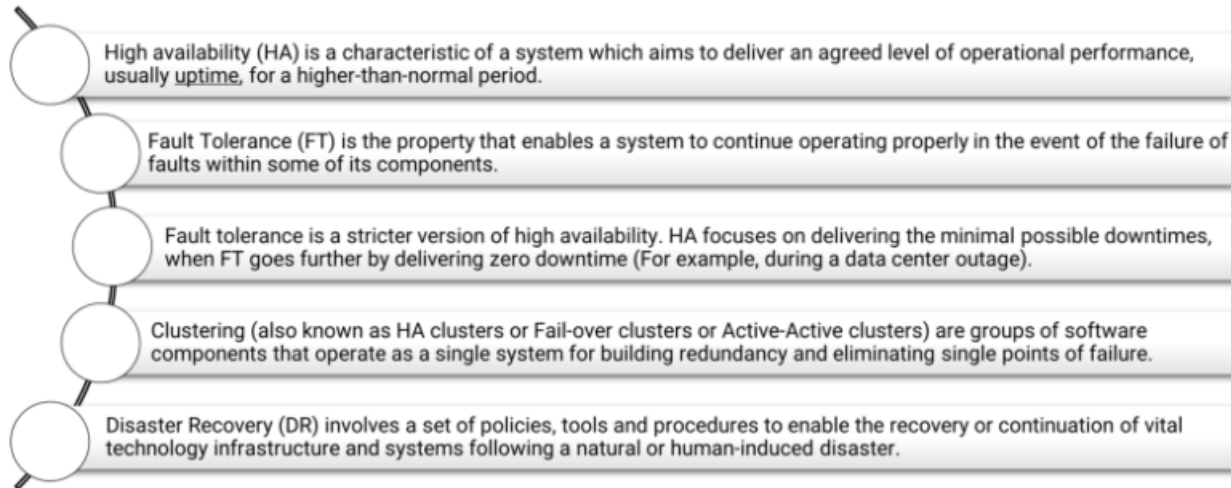 High availability (HA) is a characteristic of a system which aims to deliver an agreed level of operational performance,
usually uptime, for a higher-than-normal period.
Fault Tolerance (FT) is the property that enables a system to continue operating properly in the event of the failure of
faults within some of its components.
Fault tolerance is a stricter version of high availability. HA focuses on delivering the minimal possible downtimes,
when FT goes further by delivering zero downtime (For example, during a data center outage).
Clustering (also known as HA clusters or Fail-over clusters or Active-Active clusters) are groups of software
components that operate as a single system for building redundancy and eliminating single points of failure.
Disaster Recovery (DR) involves a set of policies, tools and procedures to enable the recovery or continuation of vital
technology infrastructure and systems following a natural or human-induced disaster.